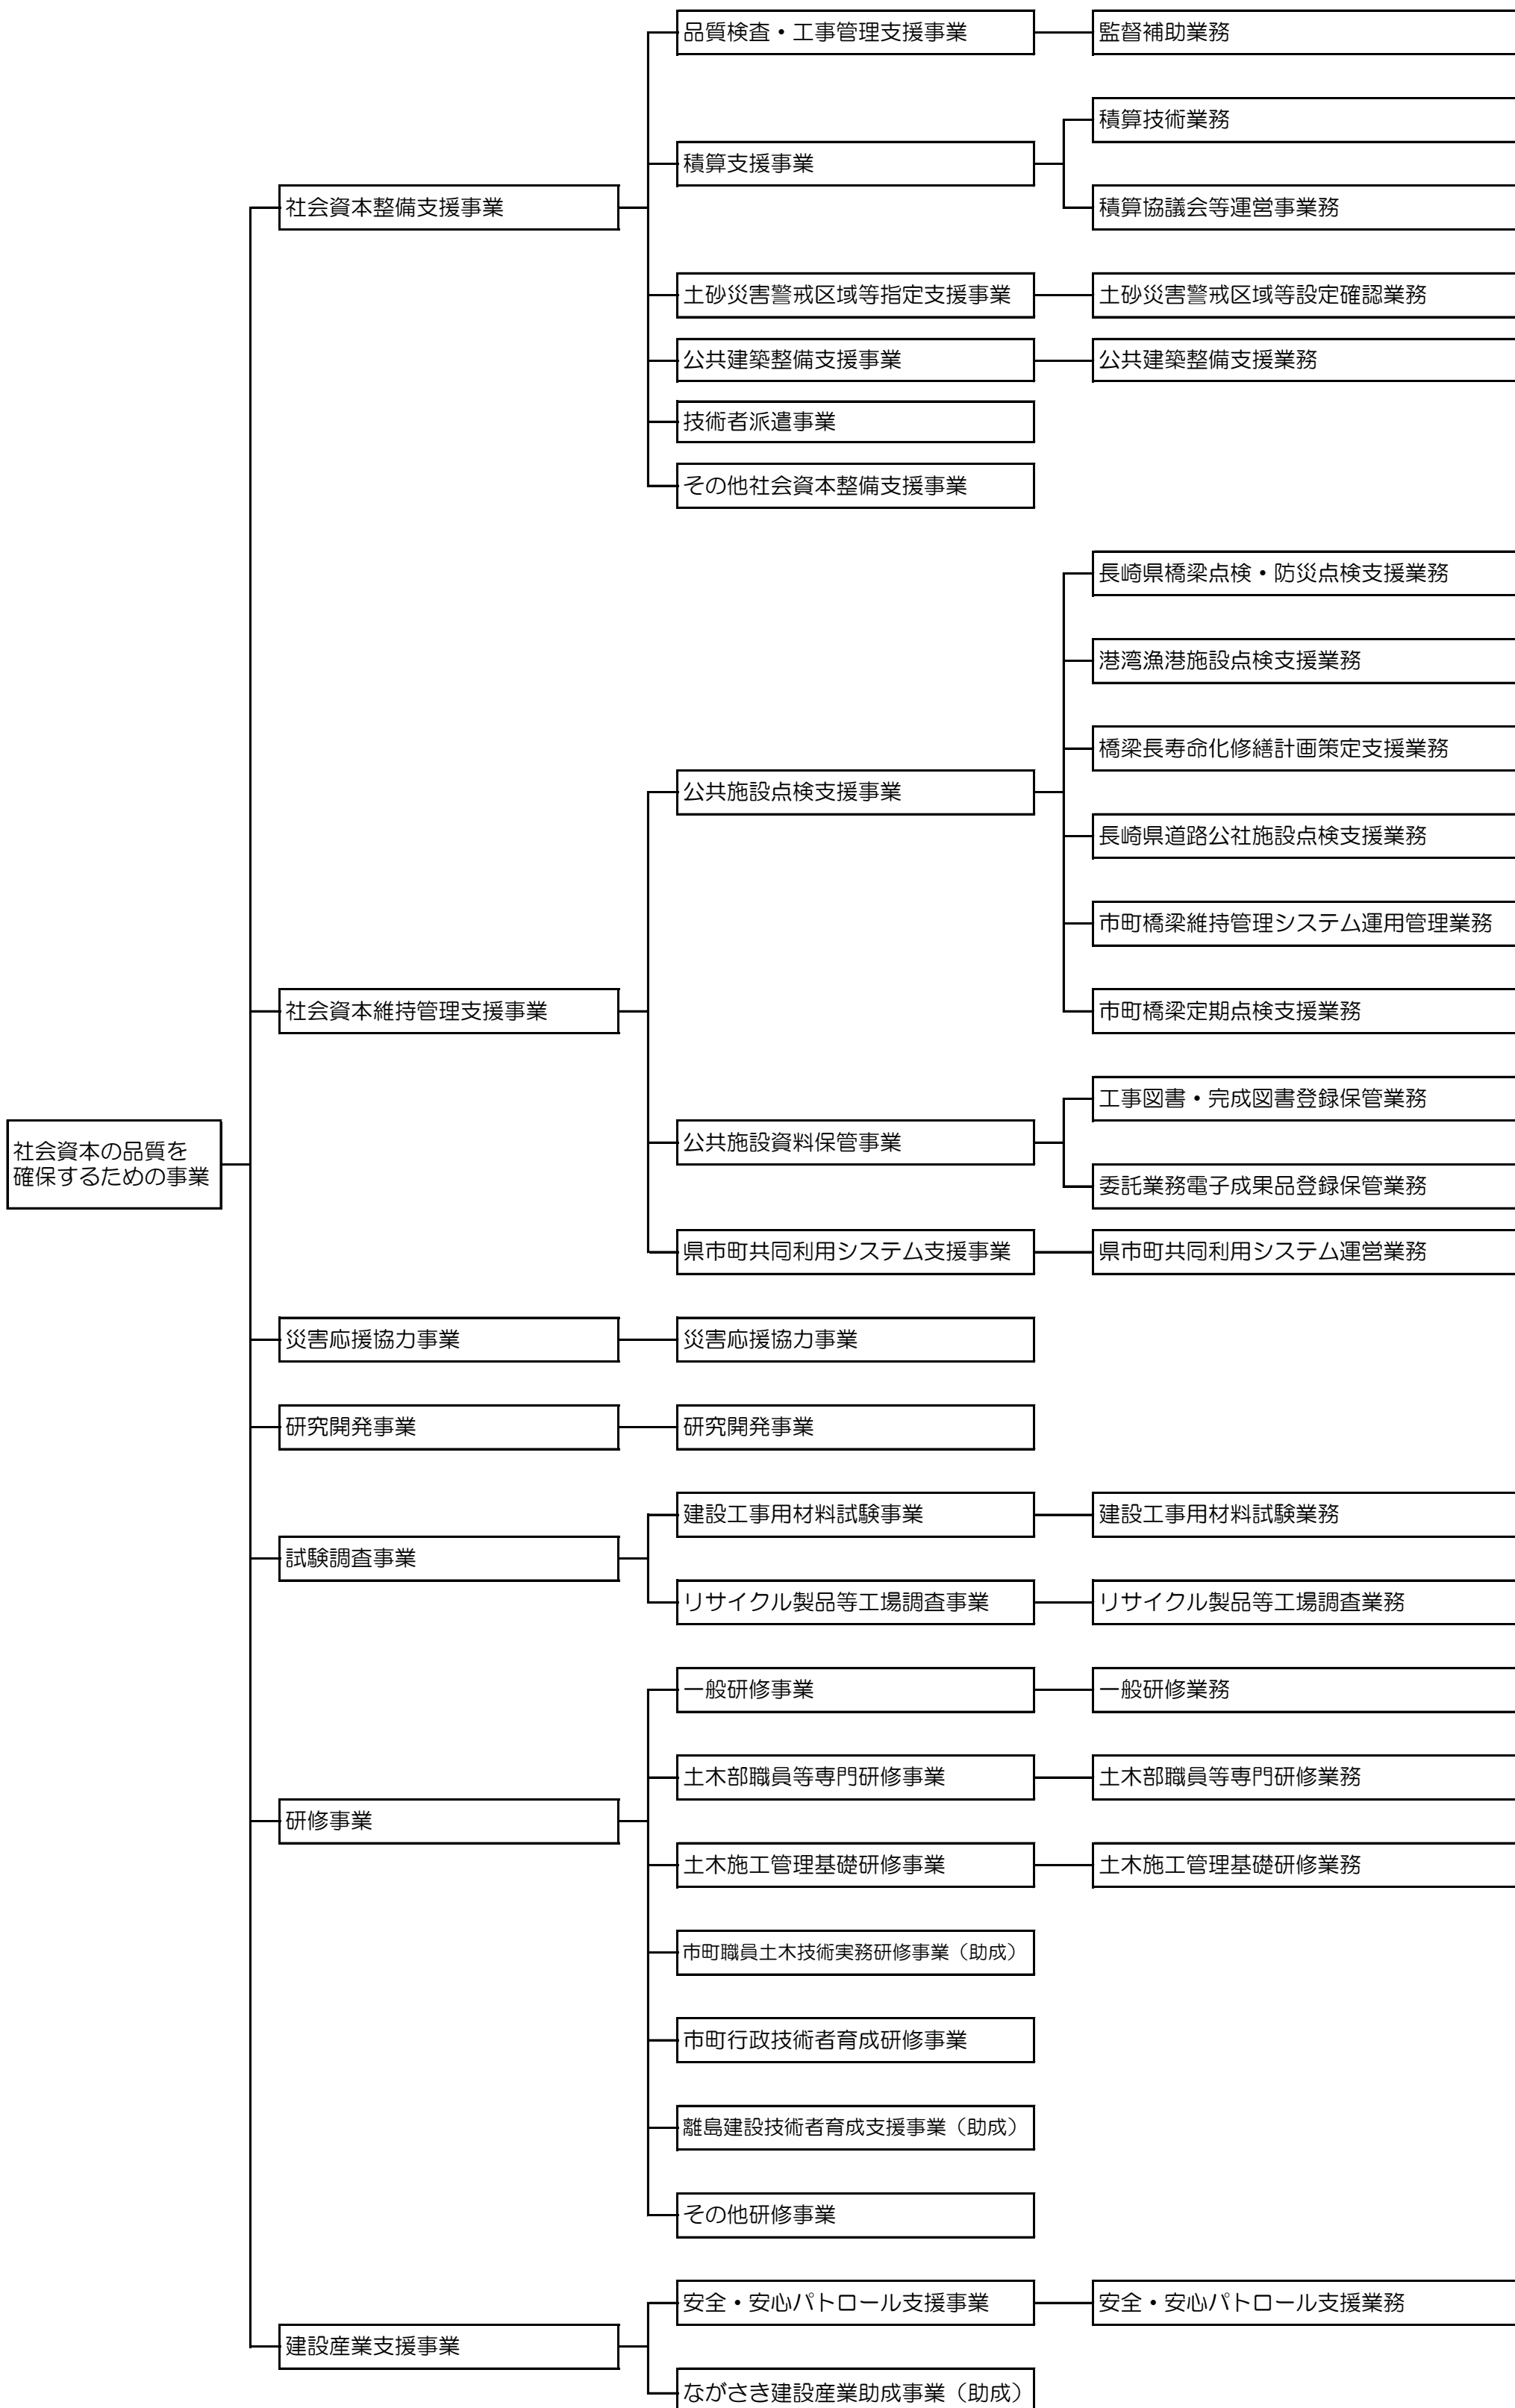 社会資本の品質を
確保するための事業
社会資本整備支援事業
品質検査・工事管理支援事業
監督補助業務
積算支援事業
積算技術業務
積算協議会等運営事業務
土砂災害警戒区域等指定支援事業
土砂災害警戒区域等設定確認業務
公共建築整備支援事業
公共建築整備支援業務
技術者派遣事業
その他社会資本整備支援事業
社会資本維持管理支援事業
公共施設点検支援事業
長崎県橋梁点検・防災点検支援業務
港湾漁港施設点検支援業務
橋梁長寿命化修繕計画策定支援業務
長崎県道路公社施設点検支援業務
市町橋梁維持管理システム運用管理業務
市町橋梁定期点検支援業務
公共施設資料保管事業
工事図書・完成図書登録保管業務
委託業務電子成果品登録保管業務
県市町共同利用システム支援事業
県市町共同利用システム運営業務
災害応援協力事業
災害応援協力事業
研究開発事業
研究開発事業
試験調査事業
建設工事用材料試験事業
建設工事用材料試験業務
リサイクル製品等工場調査事業
リサイクル製品等工場調査業務
研修事業
一般研修事業
一般研修業務
土木部職員等専門研修事業
土木部職員等専門研修業務
土木施工管理基礎研修事業
土木施工管理基礎研修業務
市町職員土木技術実務研修事業（助成）
市町行政技術者育成研修事業
離島建設技術者育成支援事業（助成）
その他研修事業
建設産業支援事業
安全・安心パトロール支援事業
安全・安心パトロール支援業務
ながさき建設産業助成事業（助成）